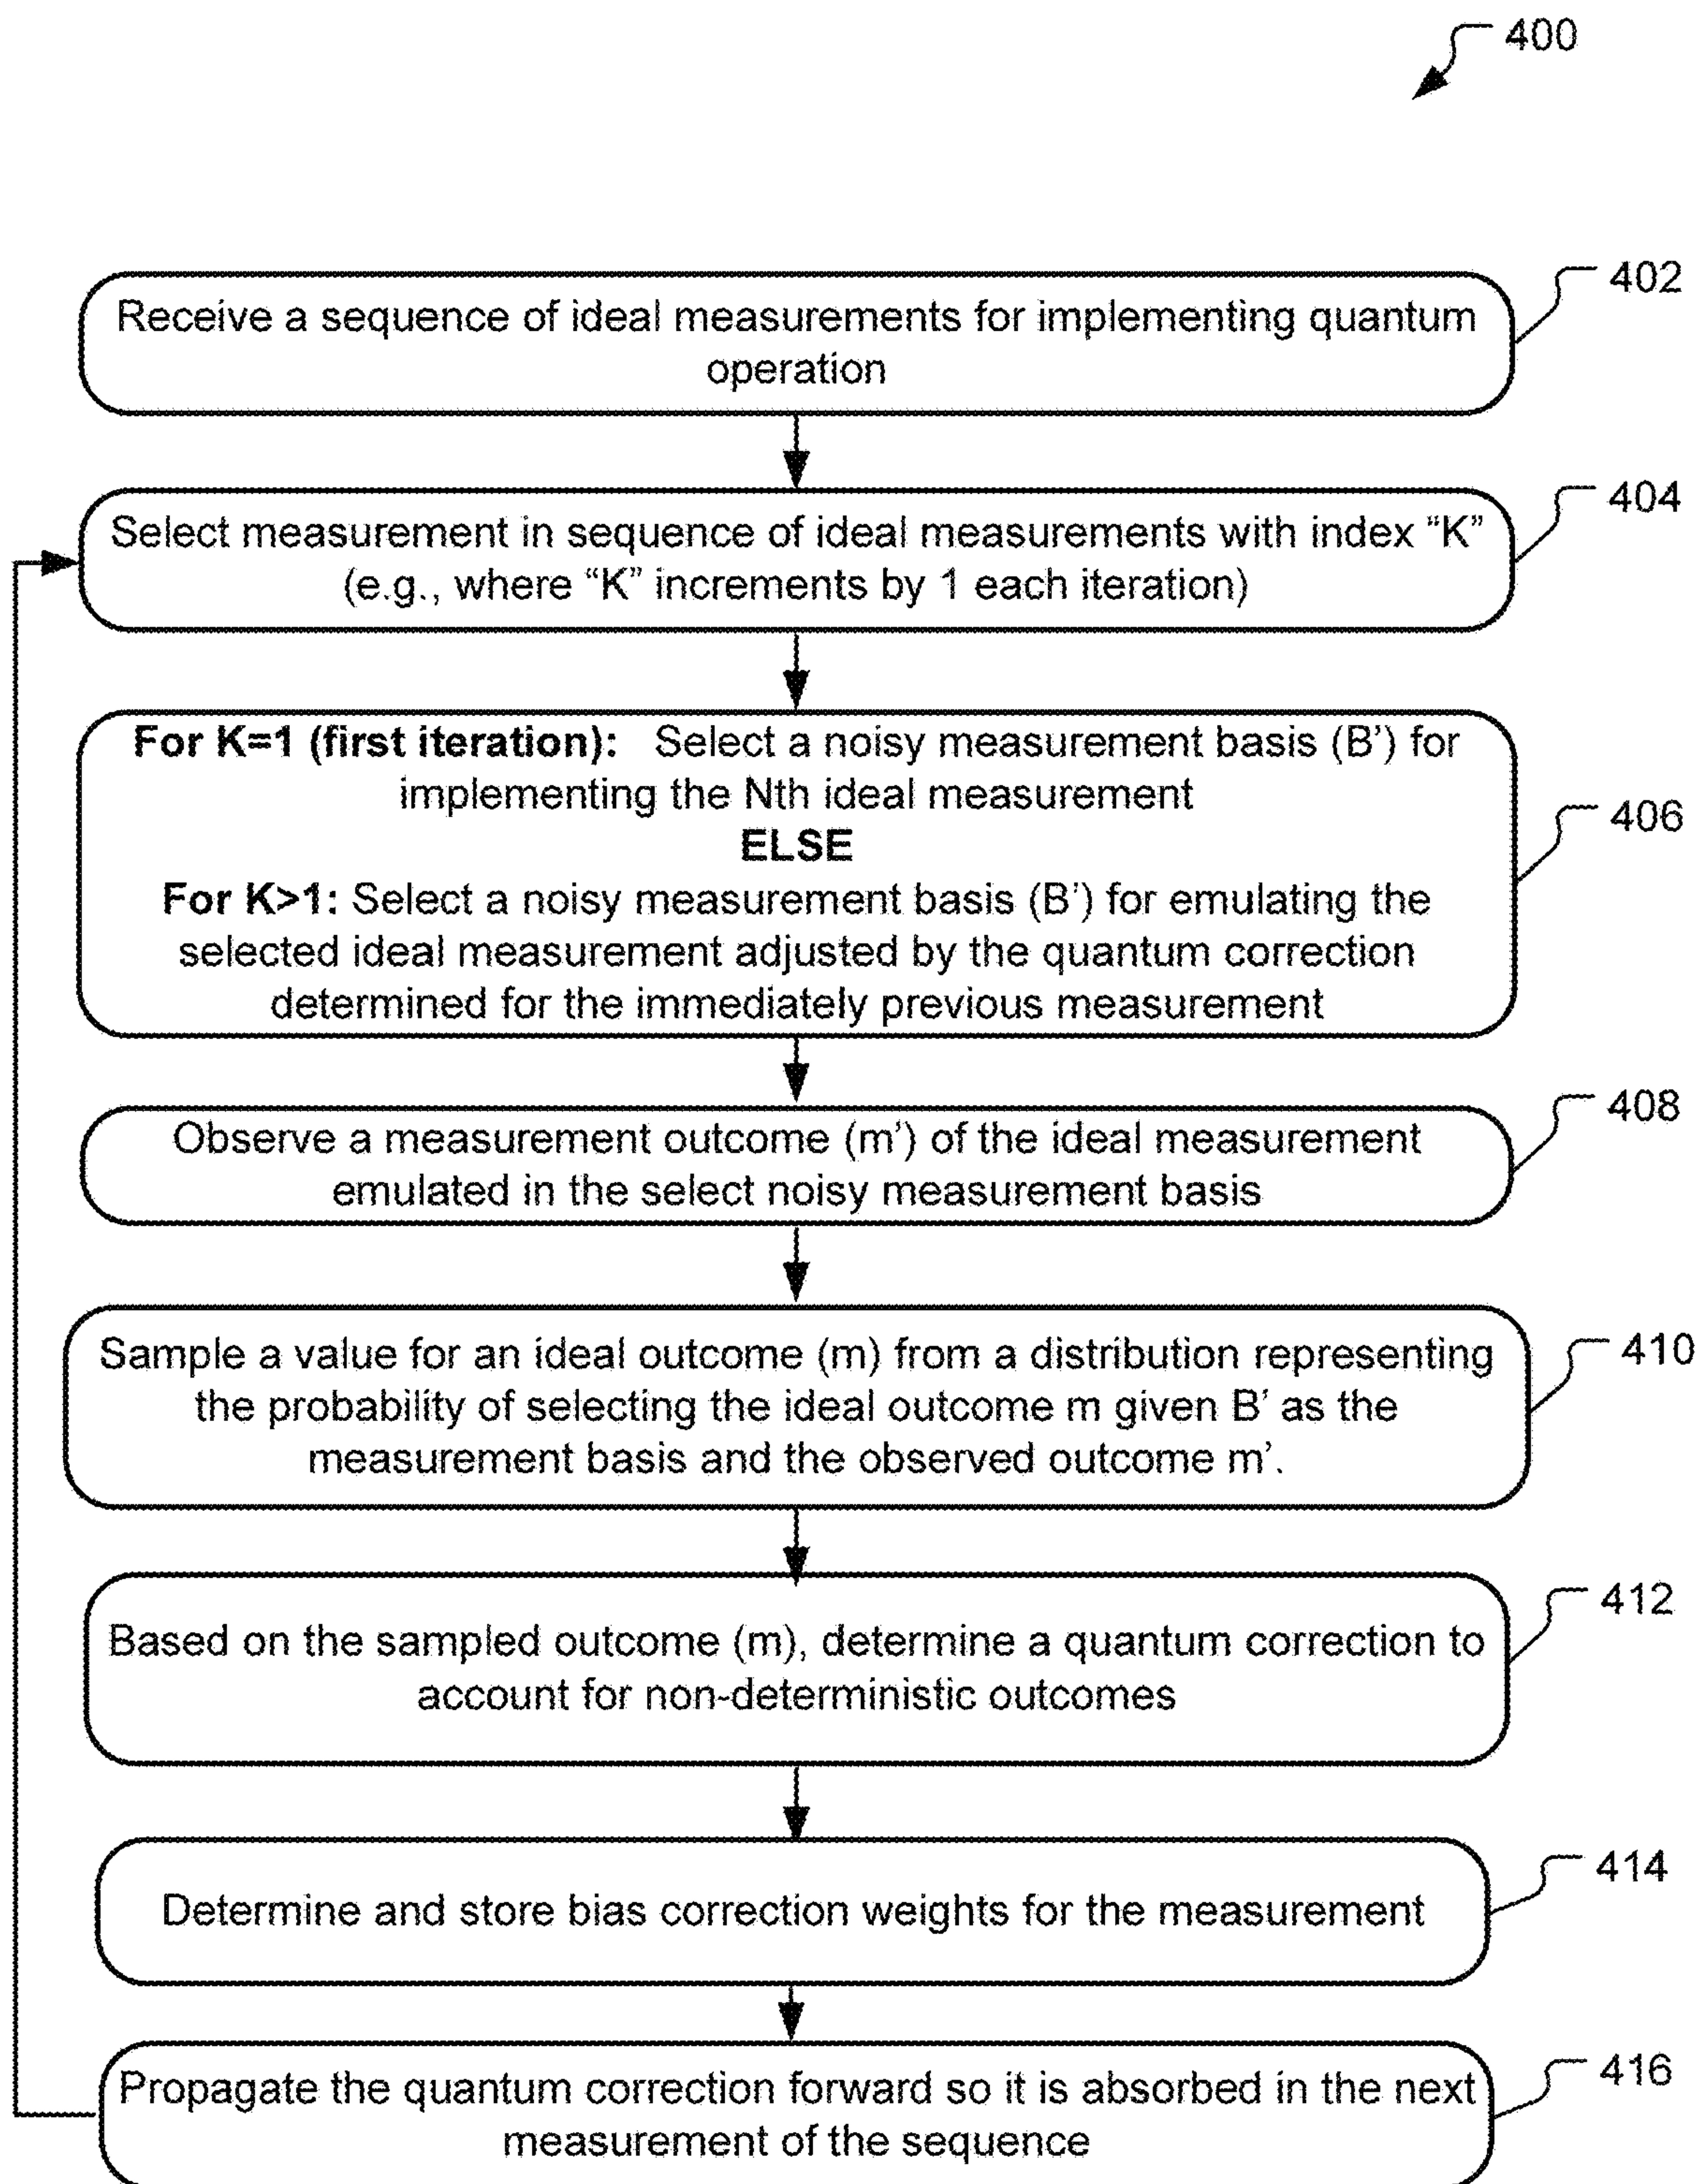 400
402
Receive a sequence of ideal measurements for implementing quantum
operation
404
Select measurement in sequence of ideal measurements with index “K”
(e.g., where “K” increments by 1 each iteration)
For K=1 (first iteration): Select a noisy measurement basis (B’) for
implementing the Nth ideal measurement
ELSE
406
For K>1: Select a noisy measurement basis (B’) for emulating the
selected ideal measurement adjusted by the quantum correction
determined for the immediately previous measurement
408
Observe a measurement outcome (m’) of the ideal measurement
emulated in the select noisy measurement basis
410
Sample a value for an ideal outcome (m) from a distribution representing
the probability of selecting the ideal outcome m given B’ as the
measurement basis and the observed outcome m’.
412
Based on the sampled outcome (m), determine a quantum correction to
account for non-deterministic outcomes
414
Determine and store bias correction weights for the measurement
416
Propagate the quantum correction forward so it is absorbed in the next
measurement of the sequence